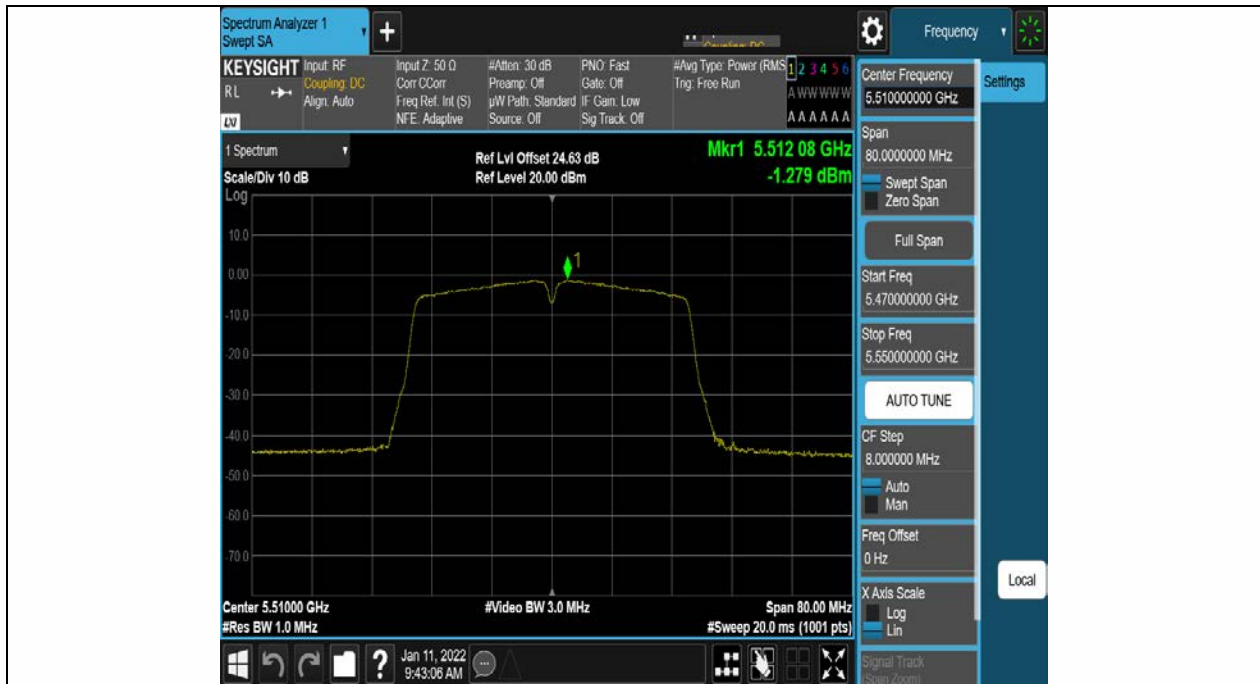 Spectrum Analyzer 1
Swept SA
+
Coupling: DC
Frequency
KEYSIGHT
RL
LXI
Input: RF
Coupling: DC
Align: Auto
Input Z: 50 Ω
Corr CCorr
Freq Ref: Int (S)
NFE: Adaptive
#Atten: 30 dB
Preamp: Off
µW Path: Standard
Source: Off
PNO: Fast
Gate: Off
IF Gain: Low
Sig Track: Off
#Avg Type: Power (RMS
Trig: Free Run
1 2 3 4 5 6
A W W W W W
A A A A A A
1 Spectrum
Scale/Div 10 dB
Log
Ref Lvl Offset 24.63 dB
Ref Level 20.00 dBm
Mkr1 5.512 08 GHz
-1.279 dBm
1
10.0
0.00
-10.0
-20.0
-30.0
-40.0
-50.0
-60.0
-70.0
Center 5.51000 GHz
#Res BW 1.0 MHz
#Video BW 3.0 MHz
Span 80.00 MHz
#Sweep 20.0 ms (1001 pts)
Center Frequency
5.510000000 GHz
Settings
Span
80.0000000 MHz
Swept Span
Zero Span
Full Span
Start Freq
5.470000000 GHz
Stop Freq
5.550000000 GHz
AUTO TUNE
CF Step
8.000000 MHz
Auto
Man
Freq Offset
0 Hz
X Axis Scale
Log
Lin
Local
Signal Track
(Span Zoom)
?
Jan 11, 2022
9:43:06 AM